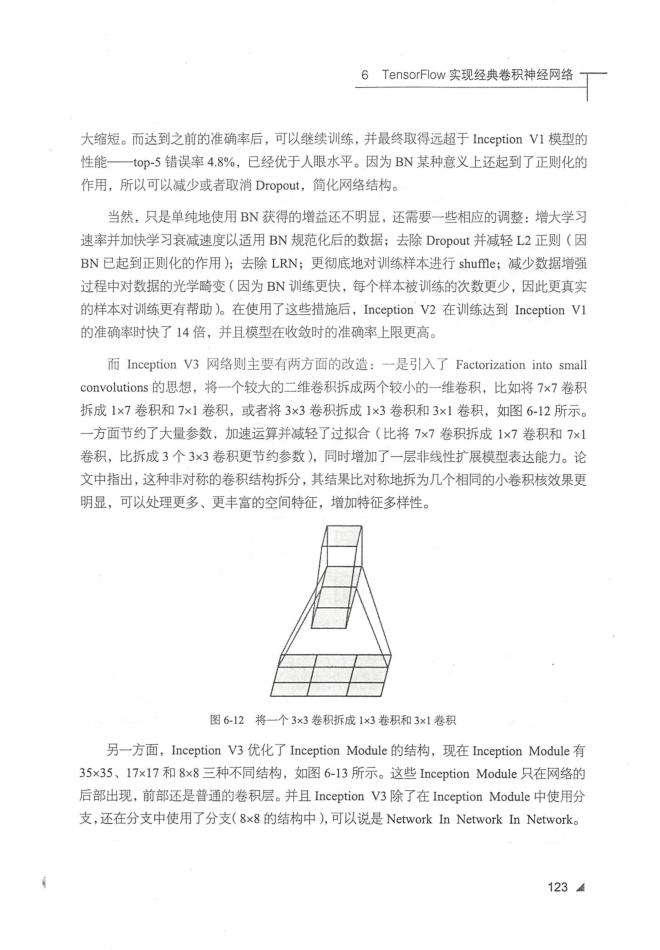 6 TensorFlow 实现经典卷积神经网络
大缩短。而达到之前的准确率后，可以继续训练，并最终取得远超于 Inception V1 模型的
性能——top-5 错误率 4.8%，已经优于人眼水平。因为 BN 某种意义上还起到了正则化的
作用，所以可以减少或者取消 Dropout，简化网络结构。
当然，只是单纯地使用 BN 获得的增益还不明显，还需要一些相应的调整：增大学习
速率并加快学习衰减速度以适用 BN 规范化后的数据；去除 Dropout 并减轻 L2 正则（因
BN 已起到正则化的作用）；去除 LRN；更彻底地对训练样本进行 shuffle；减少数据增强
过程中对数据的光学畸变（因为 BN 训练更快，每个样本被训练的次数更少，因此更真实
的样本对训练更有帮助）。在使用了这些措施后，Inception V2 在训练达到 Inception V1
的准确率时快了 14 倍，并且模型在收敛时的准确率上限更高。
而 Inception V3 网络则主要有两方面的改造：一是引入了 Factorization into small
convolutions 的思想，将一个较大的二维卷积拆成两个较小的一维卷积，比如将 7×7 卷积
拆成 1×7 卷积和 7×1 卷积，或者将 3×3 卷积拆成 1×3 卷积和 3×1 卷积，如图 6-12 所示。
一方面节约了大量参数，加速运算并减轻了过拟合（比将 7×7 卷积拆成 1×7 卷积和 7×1
卷积，比拆成 3 个 3×3 卷积更节约参数），同时增加了一层非线性扩展模型表达能力。论
文中指出，这种非对称的卷积结构拆分，其结果比对称地拆为几个相同的小卷积核效果更
明显，可以处理更多、更丰富的空间特征，增加特征多样性。
图 6-12 将一个 3×3 卷积拆成 1×3 卷积和 3×1 卷积
另一方面，Inception V3 优化了 Inception Module 的结构，现在 Inception Module 有
35×35、17×17 和 8×8 三种不同结构，如图 6-13 所示。这些 Inception Module 只在网络的
后部出现，前部还是普通的卷积层。并且 Inception V3 除了在 Inception Module 中使用分
支，还在分支中使用了分支（8×8 的结构中），可以说是 Network In Network In Network。
123